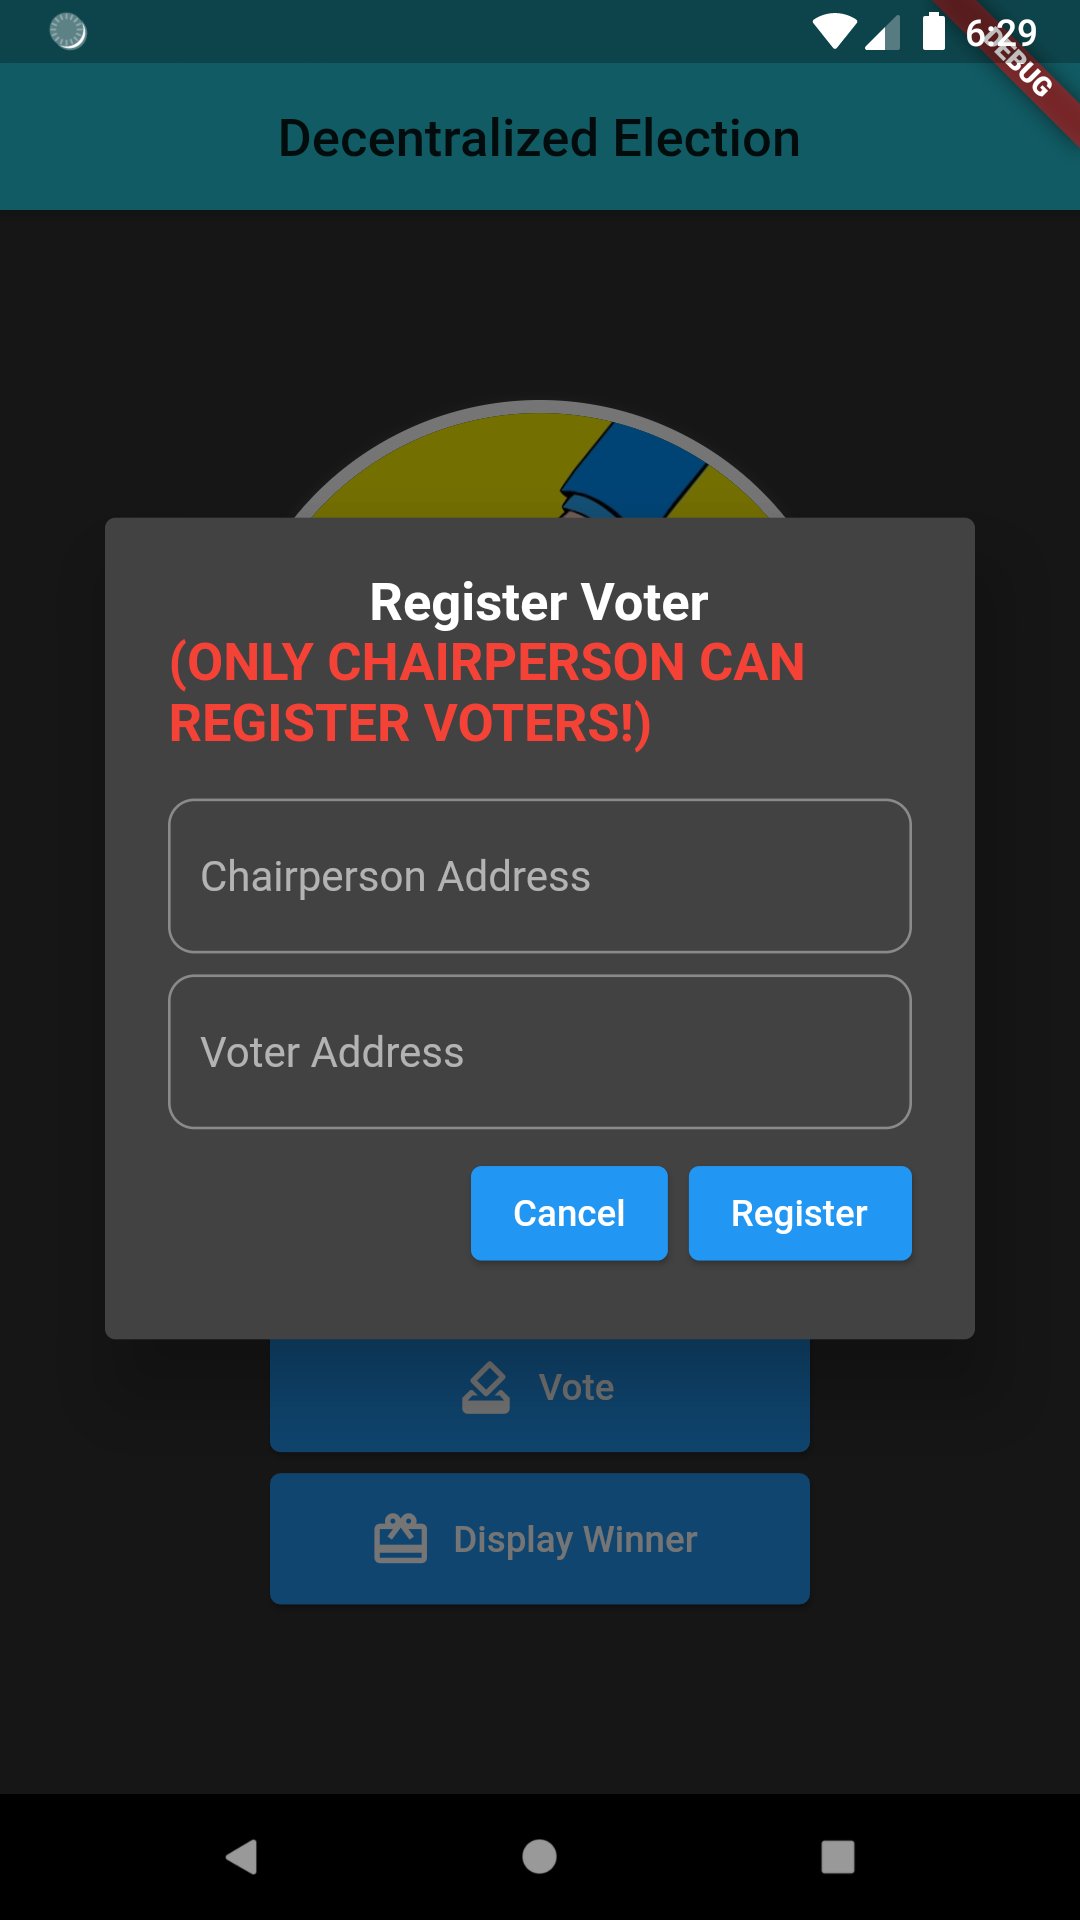 6:29
DEBUG
Decentralized Election
Register Voter
(ONLY CHAIRPERSON CAN
REGISTER VOTERS!)
Chairperson Address
Voter Address
Cancel Register
Vote
Display Winner